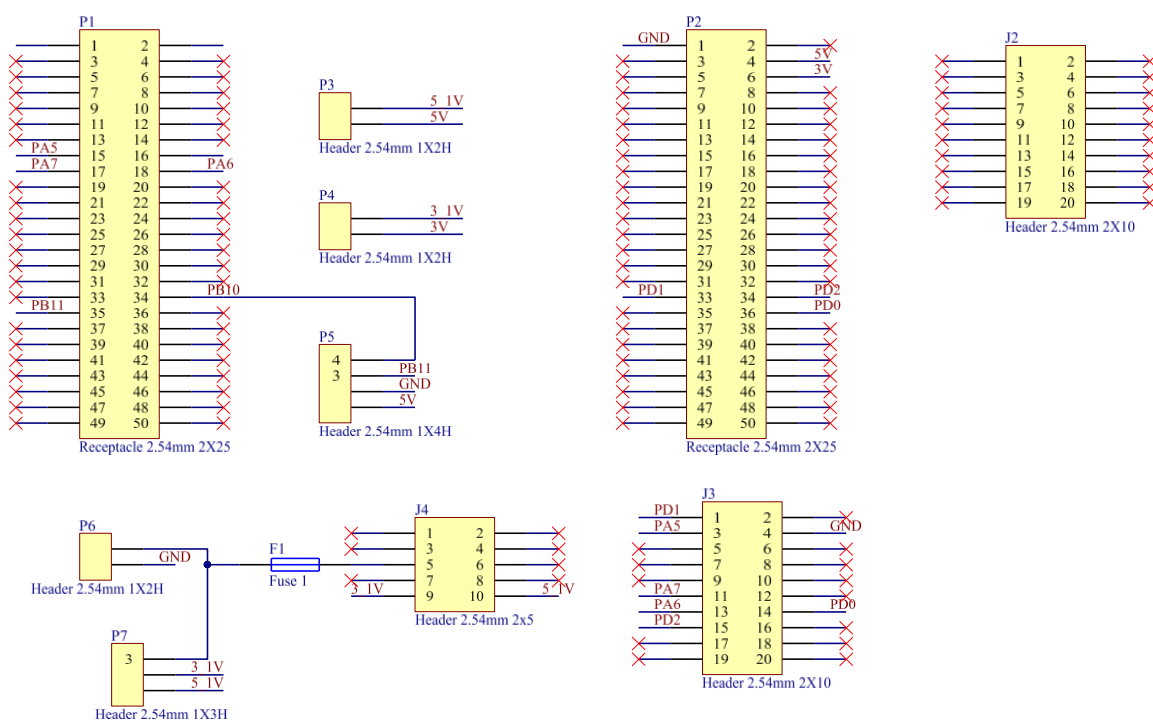 P1
1 2
3 4
5 6
7 8
9 10
11 12
13 14
PA5 15 16
PA7 17 18 PA6
19 20
21 22
23 24
25 26
27 28
29 30
31 32
33 34 PB10
PB11 35 36
37 38
39 40
41 42
43 44
45 46
47 48
49 50
Receptacle 2.54mm 2X25
P3
5_1V
5V
Header 2.54mm 1X2H
P4
3_1V
3V
Header 2.54mm 1X2H
P5
4
3 PB11
GND
5V
Header 2.54mm 1X4H
P2
GND 1 2
3 4 5V
5 6 3V
7 8
9 10
11 12
13 14
15 16
17 18
19 20
21 22
23 24
25 26
27 28
29 30
31 32
PD1 33 34 PD2
35 36 PD0
37 38
39 40
41 42
43 44
45 46
47 48
49 50
Receptacle 2.54mm 2X25
J2
1 2
3 4
5 6
7 8
9 10
11 12
13 14
15 16
17 18
19 20
Header 2.54mm 2X10
P6
GND
Header 2.54mm 1X2H
F1
Fuse 1
P7
3
3_1V
5_1V
Header 2.54mm 1X3H
J4
1 2
3 4
5 6
7 8
3_1V 9 10 5_1V
Header 2.54mm 2x5
J3
PD1 1 2
PA5 3 4 GND
5 6
7 8
9 10
PA7 11 12
PA6 13 14 PD0
PD2 15 16
17 18
19 20
Header 2.54mm 2X10